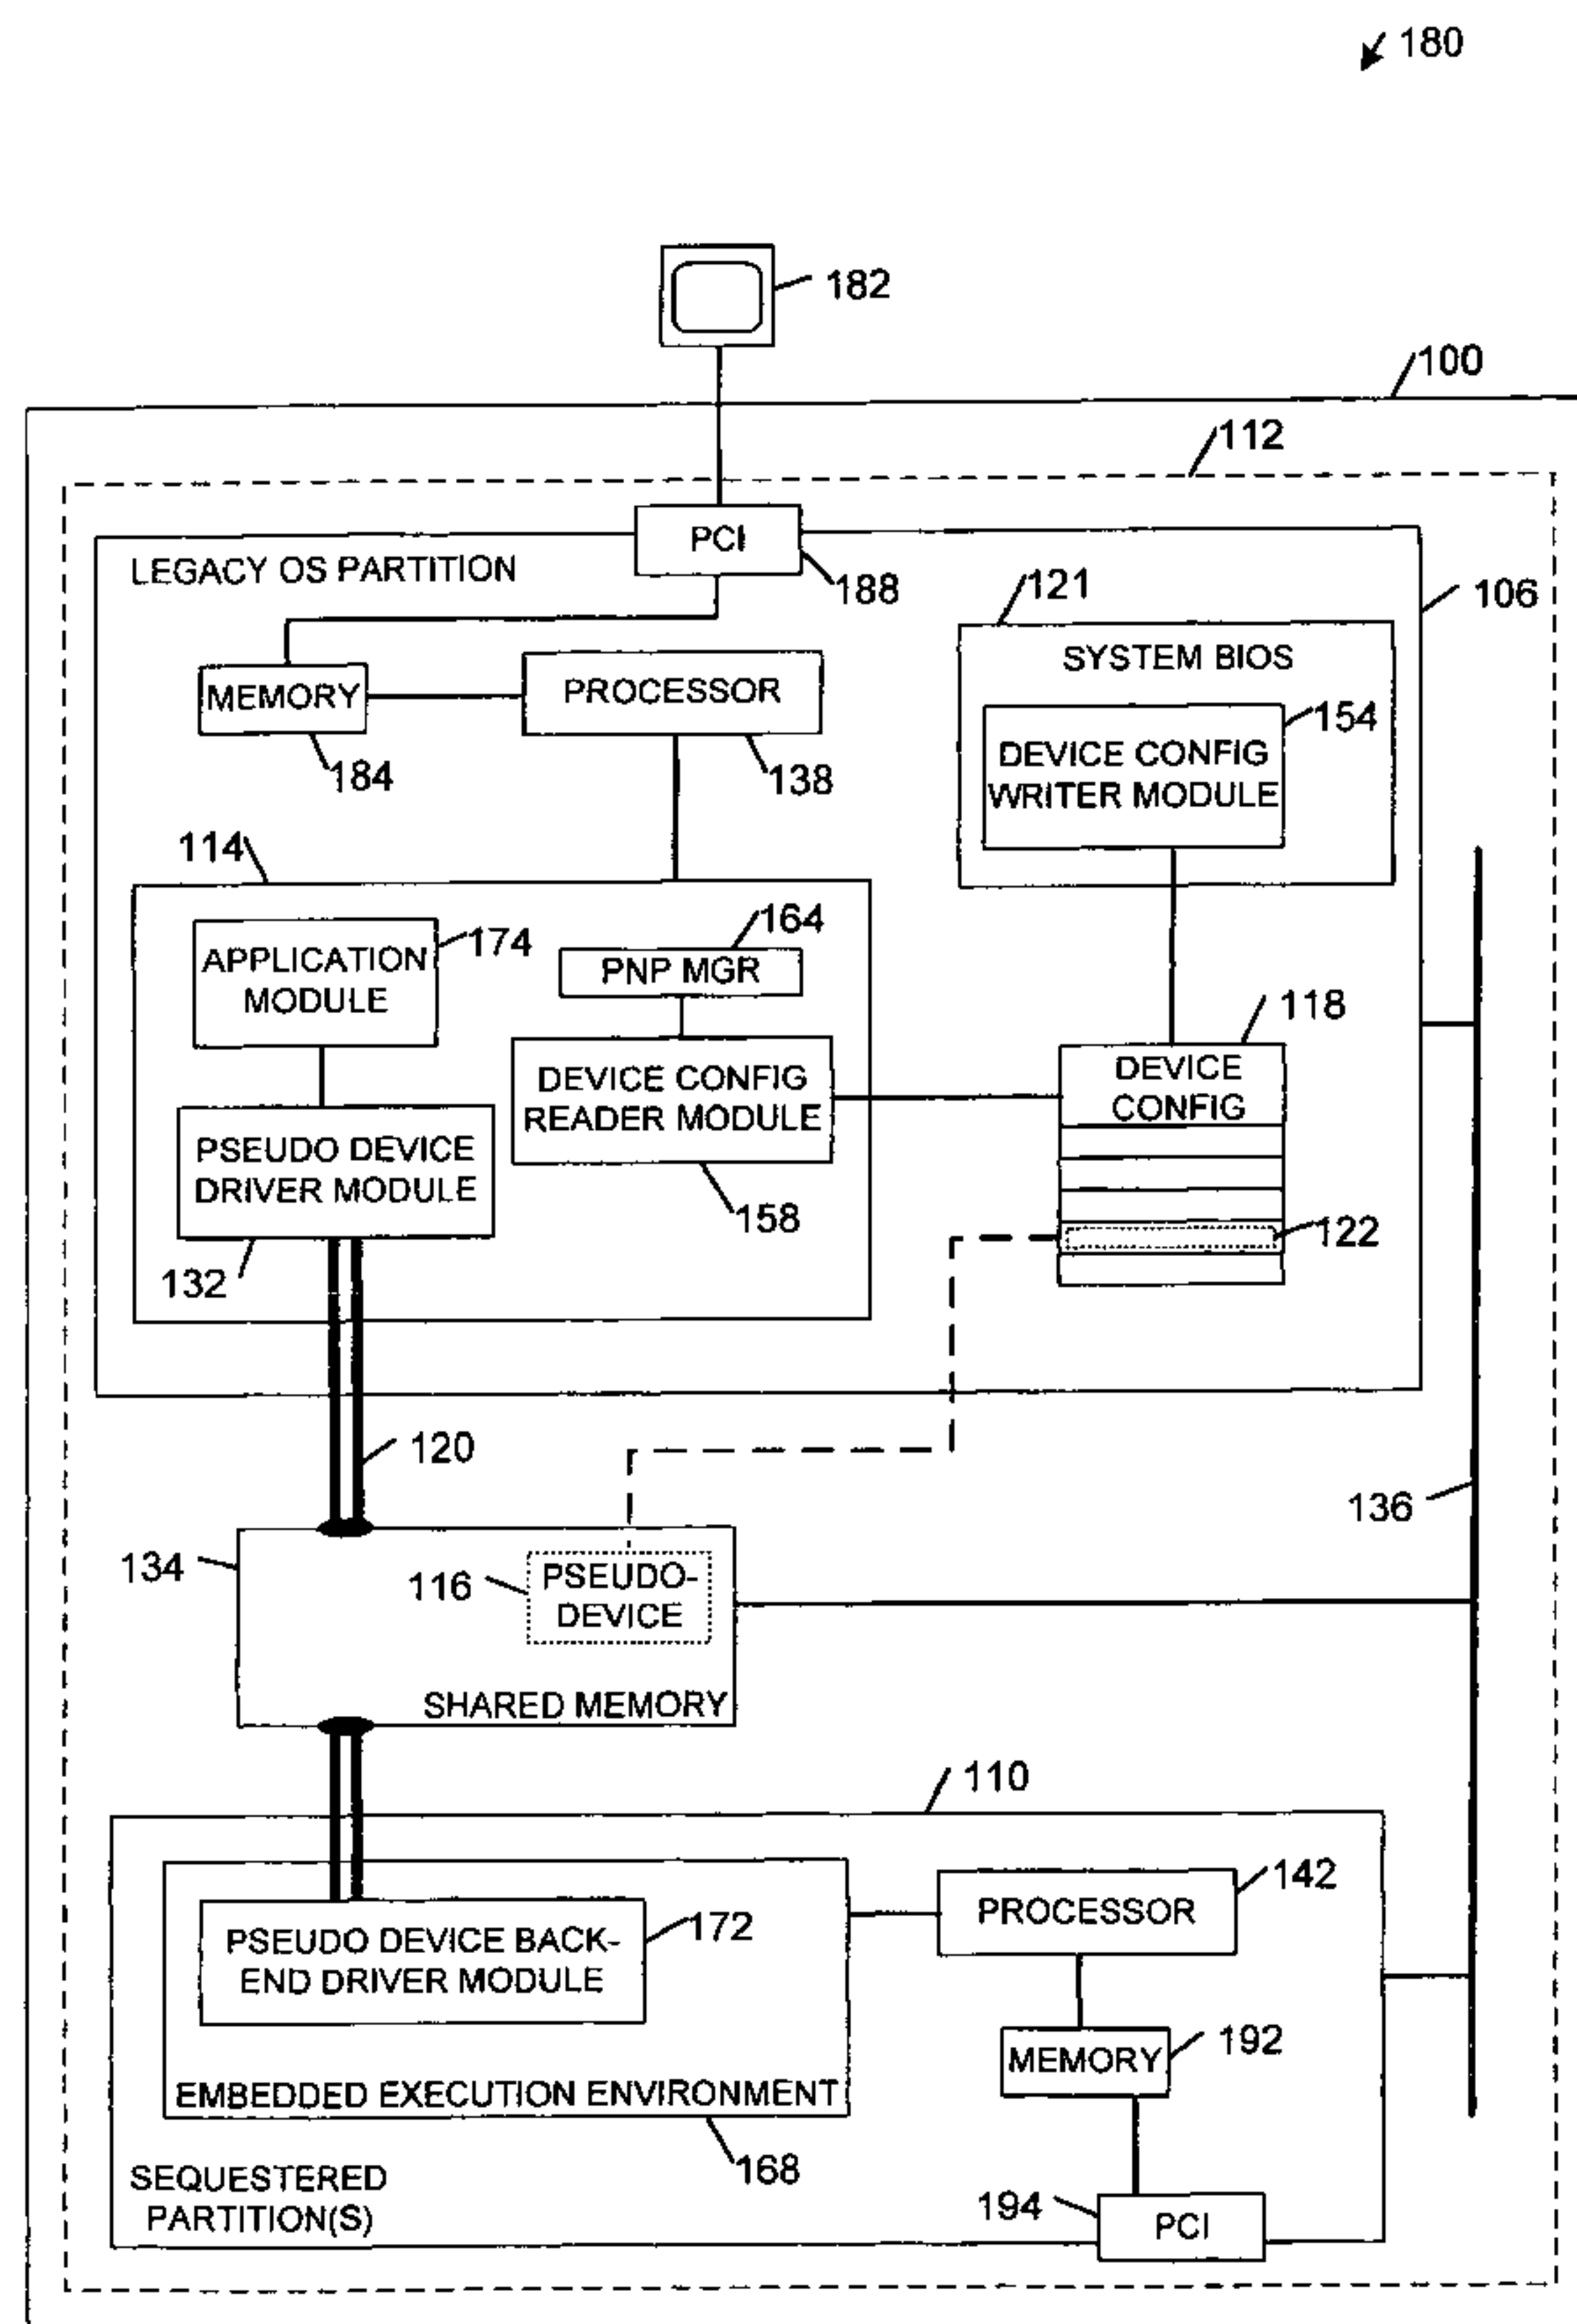 180
182
100
112
PCI
188
LEGACY OS PARTITION
121
106
SYSTEM BIOS
MEMORY
184
PROCESSOR
138
154
DEVICE CONFIG
WRITER MODULE
114
APPLICATION
MODULE
174
164
PNP MGR
118
DEVICE
CONFIG
DEVICE CONFIG
READER MODULE
158
PSEUDO DEVICE
DRIVER MODULE
132
122
120
136
134
116
PSEUDO-
DEVICE
SHARED MEMORY
110
142
PROCESSOR
PSEUDO DEVICE BACK-
END DRIVER MODULE
172
MEMORY
192
EMBEDDED EXECUTION ENVIRONMENT
168
SEQUESTERED
PARTITION(S)
194
PCI